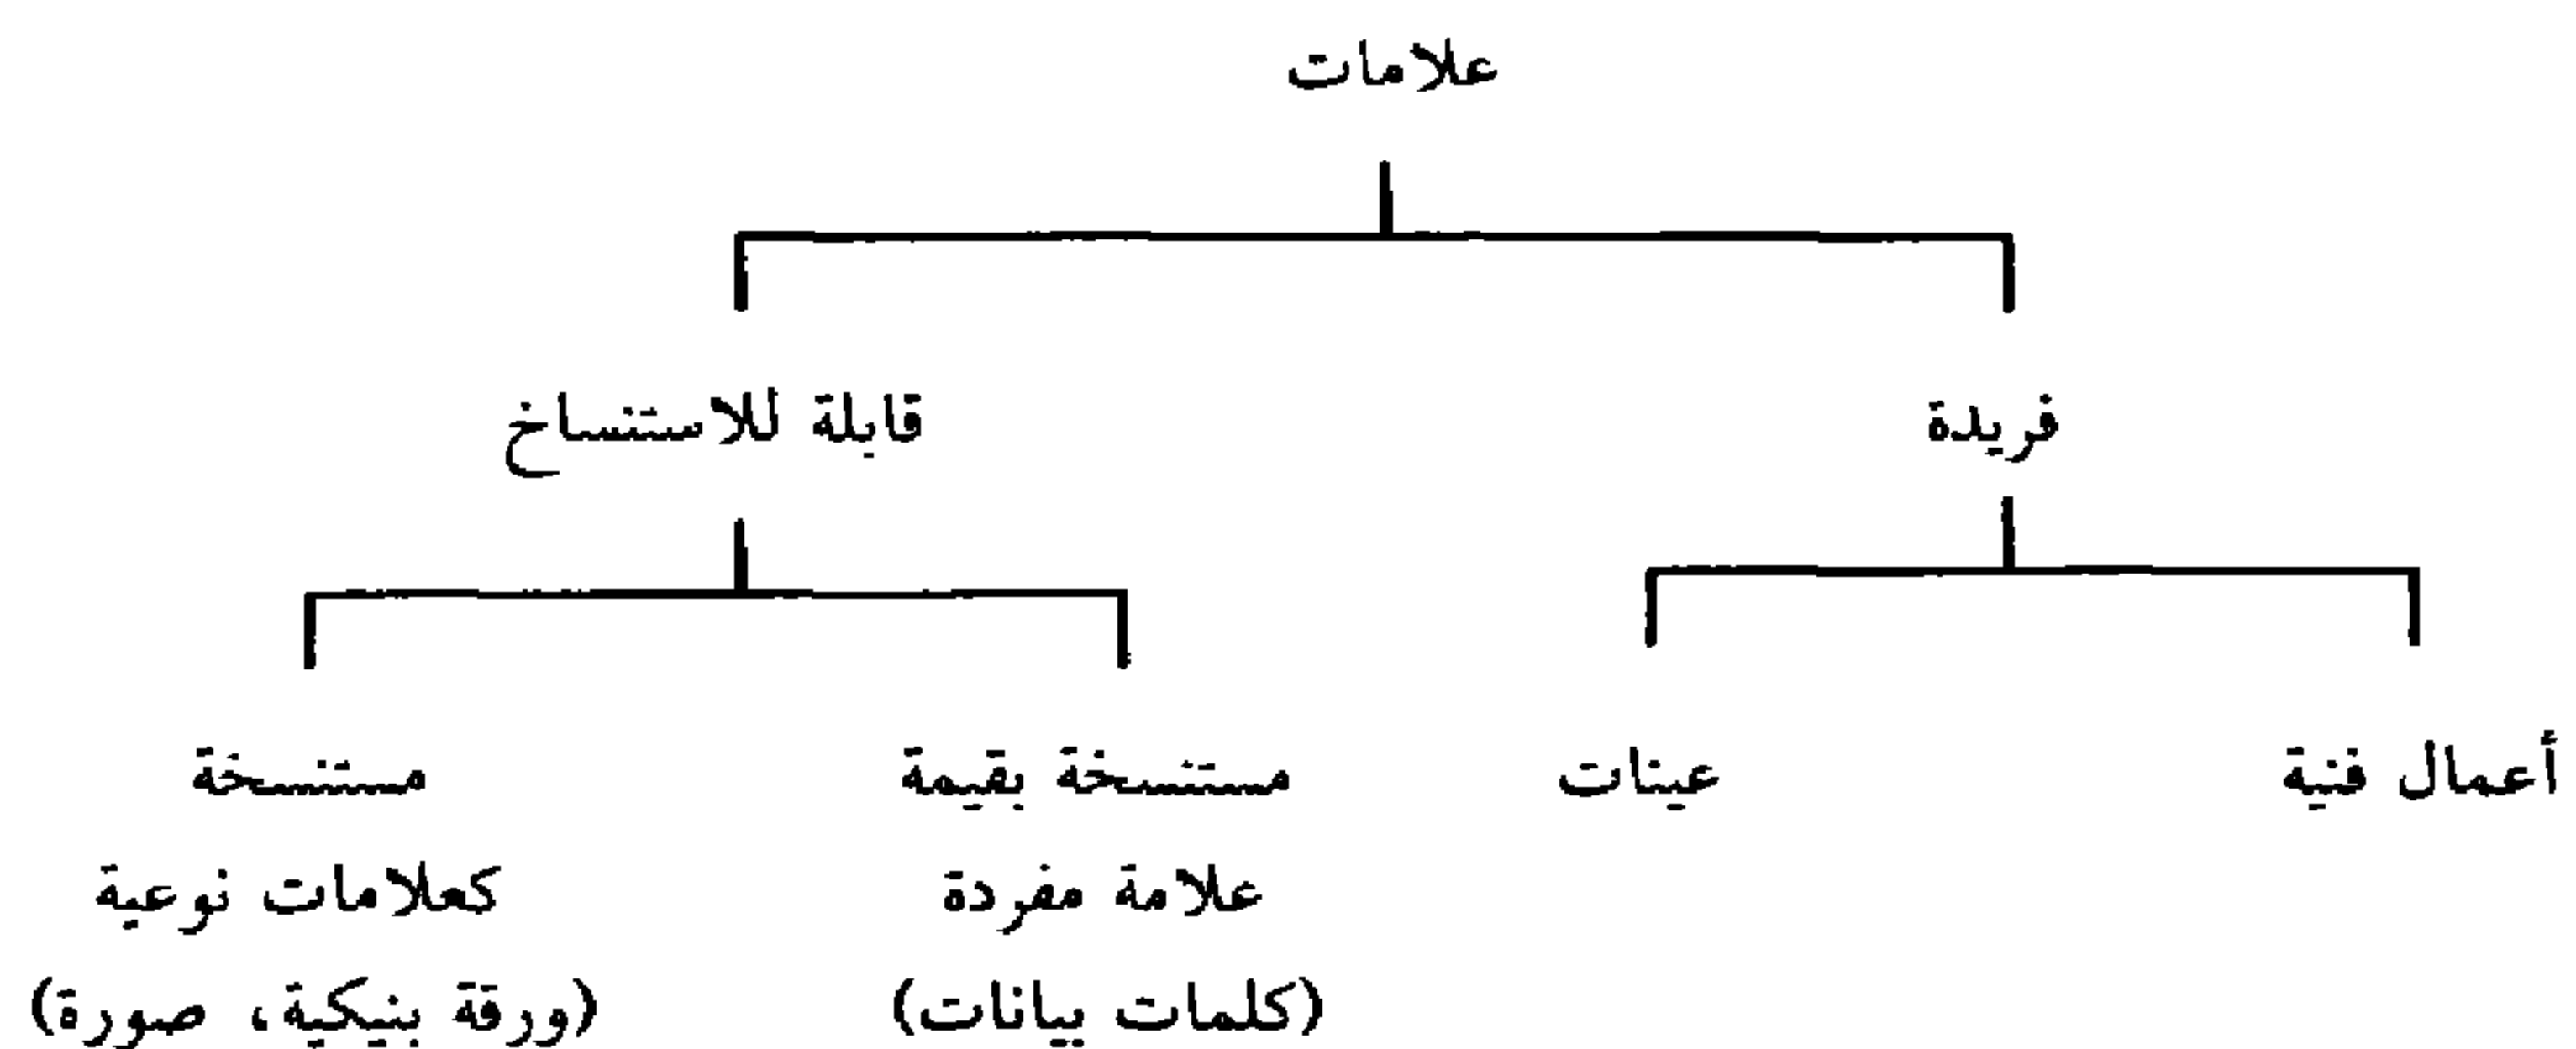 علامات
فريدة
قابلة للاستنساخ
أعمال فنية
عينات
مستنسخة بقيمة
علامة مفردة
(كلمات بيانات)
مستنسخة
كعلامات نوعية
(ورقة بنيكية، صورة)